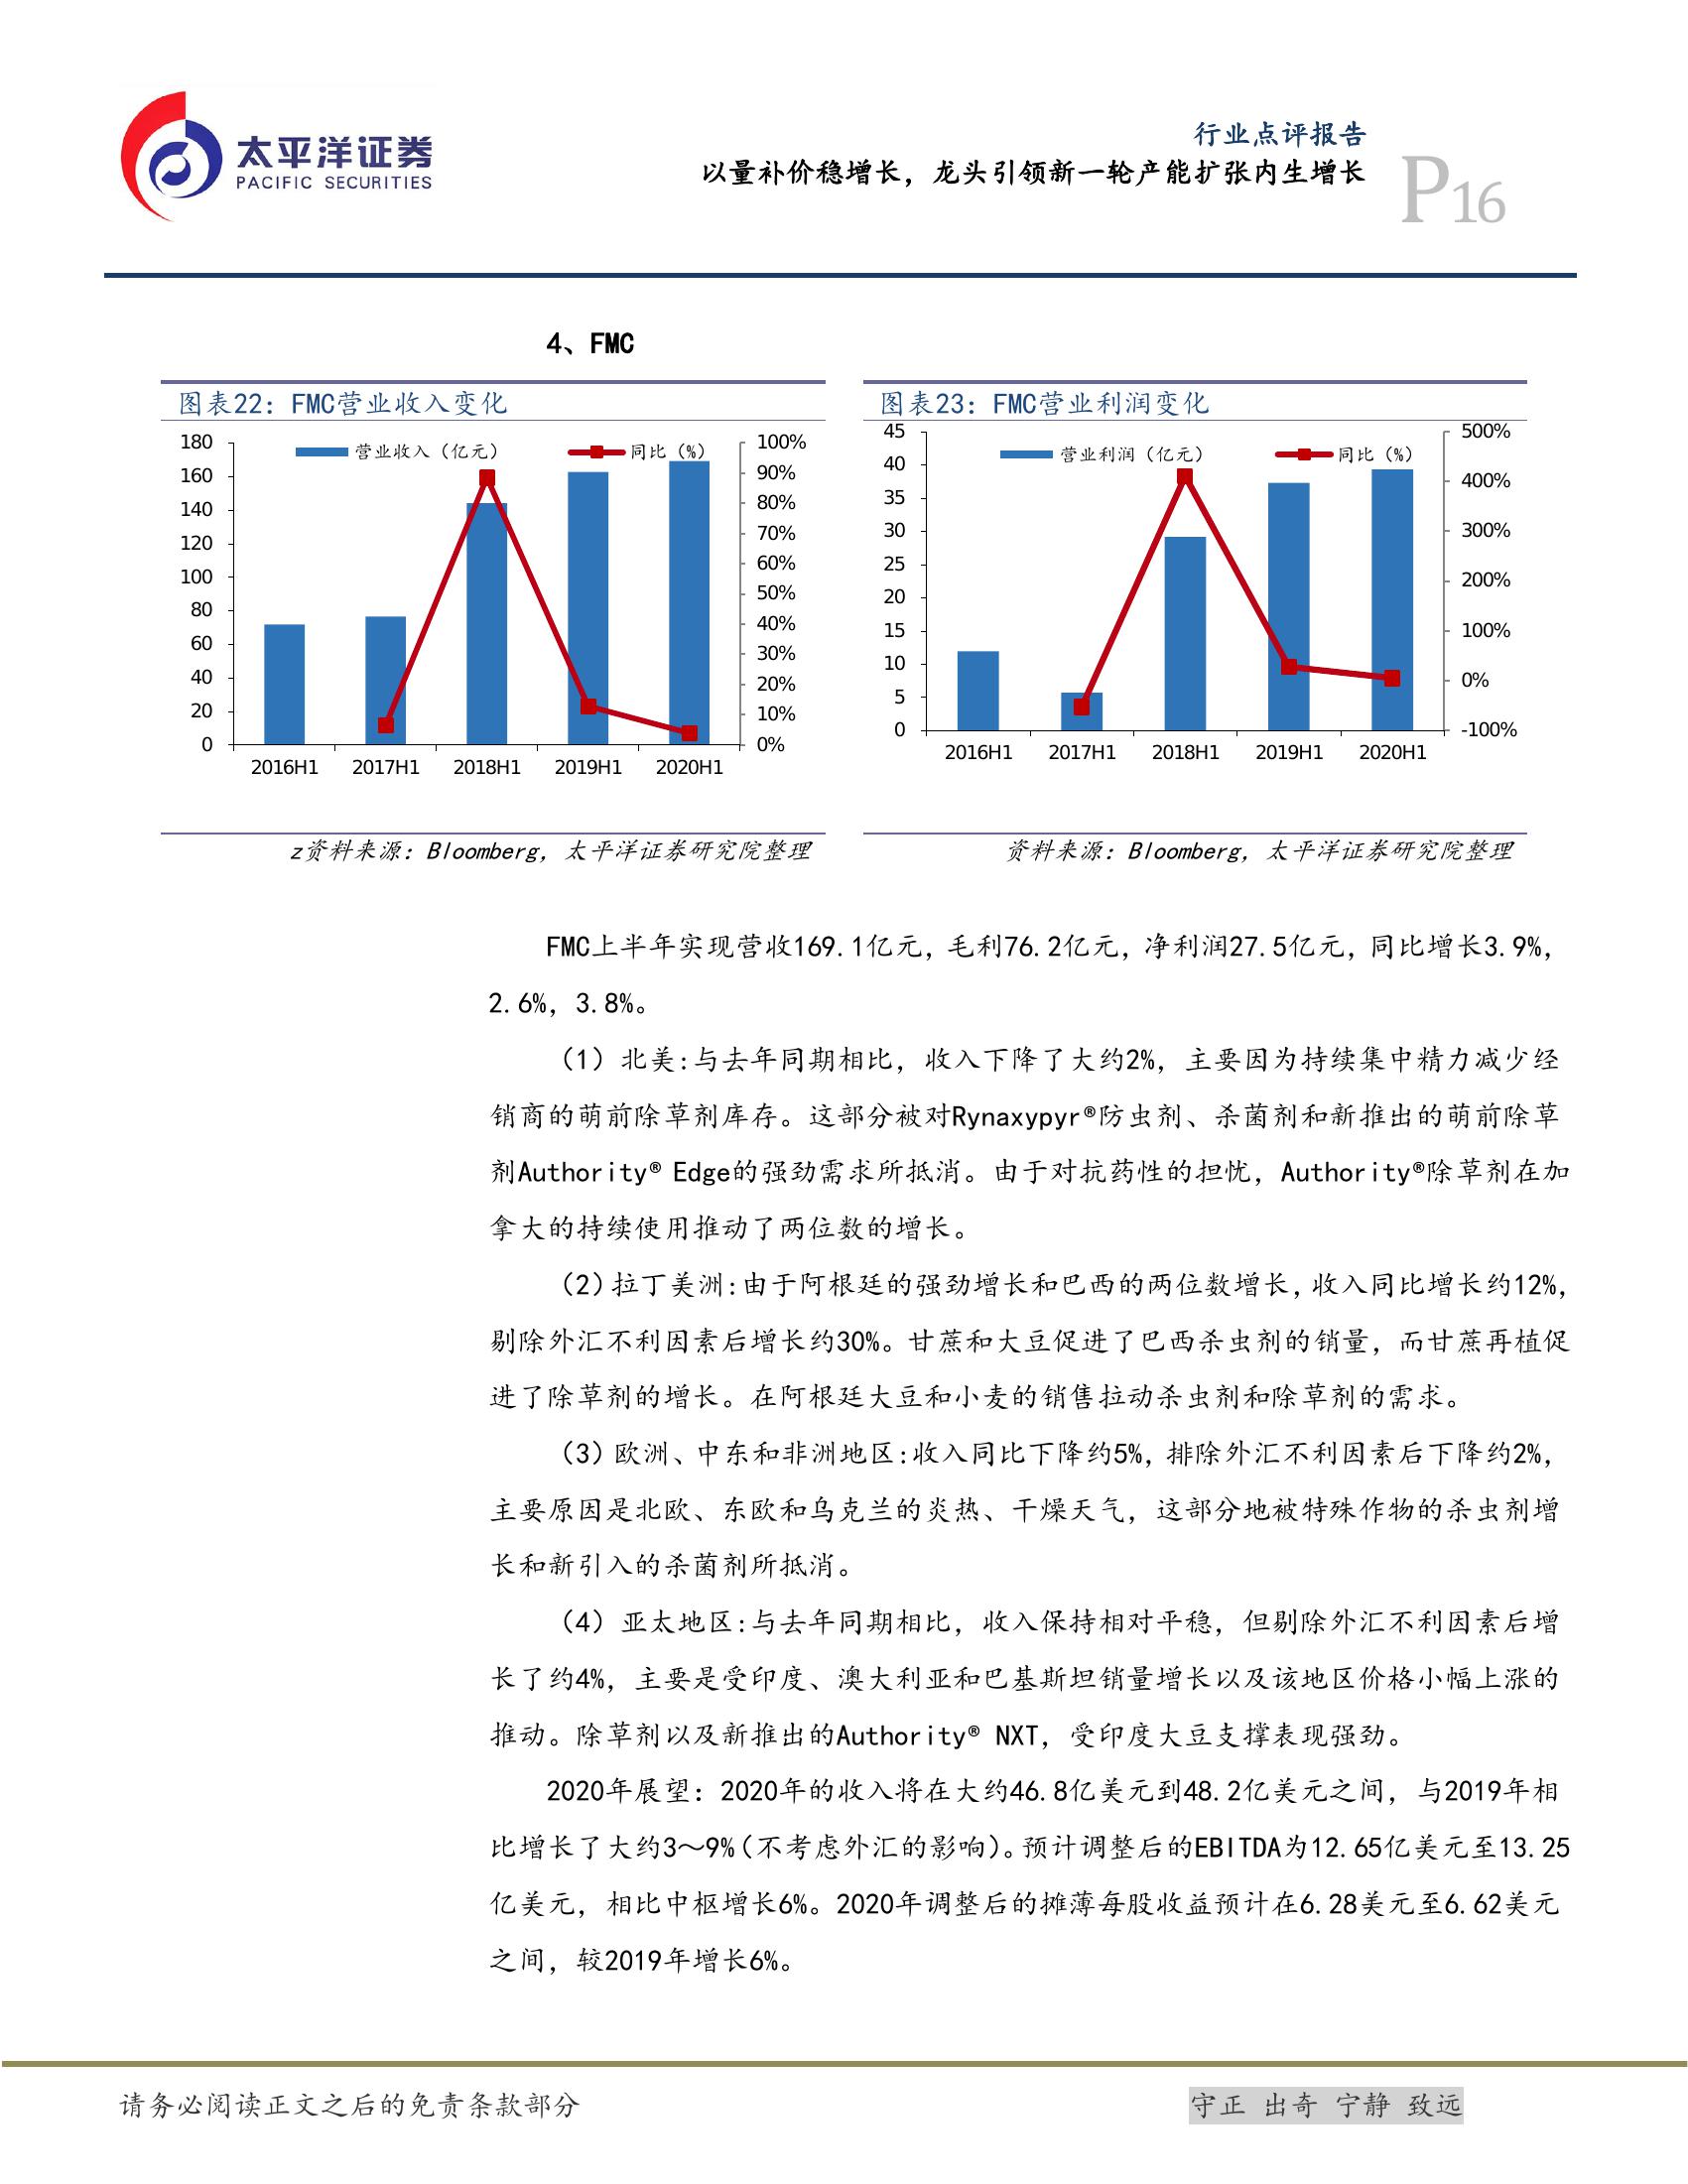 太平洋证券
PACIFIC SECURITIES
行业点评报告
以量补价稳增长，龙头引领新一轮产能扩张内生增长
P16
4、FMC
图表22：FMC营业收入变化
营业收入（亿元）
同比（%）
180
160
140
120
100
80
60
40
20
0
100%
90%
80%
70%
60%
50%
40%
30%
20%
10%
0%
2016H1 2017H1 2018H1 2019H1 2020H1
z资料来源：Bloomberg，太平洋证券研究院整理
图表23：FMC营业利润变化
营业利润（亿元）
同比（%）
45
40
35
30
25
20
15
10
5
0
500%
400%
300%
200%
100%
0%
-100%
2016H1 2017H1 2018H1 2019H1 2020H1
资料来源：Bloomberg，太平洋证券研究院整理
FMC上半年实现营收169.1亿元，毛利76.2亿元，净利润27.5亿元，同比增长3.9%，
2.6%，3.8%。
（1）北美:与去年同期相比，收入下降了大约2%，主要因为持续集中精力减少经
销商的萌前除草剂库存。这部分被对Rynaxypyr®防虫剂、杀菌剂和新推出的萌前除草
剂Authority® Edge的强劲需求所抵消。由于对抗药性的担忧，Authority®除草剂在加
拿大的持续使用推动了两位数的增长。
（2）拉丁美洲:由于阿根廷的强劲增长和巴西的两位数增长，收入同比增长约12%，
剔除外汇不利因素后增长约30%。甘蔗和大豆促进了巴西杀虫剂的销量，而甘蔗再植促
进了除草剂的增长。在阿根廷大豆和小麦的销售拉动杀虫剂和除草剂的需求。
（3）欧洲、中东和非洲地区:收入同比下降约5%，排除外汇不利因素后下降约2%，
主要原因是北欧、东欧和乌克兰的炎热、干燥天气，这部分地被特殊作物的杀虫剂增
长和新引入的杀菌剂所抵消。
（4）亚太地区:与去年同期相比，收入保持相对平稳，但剔除外汇不利因素后增
长了约4%，主要是受印度、澳大利亚和巴基斯坦销量增长以及该地区价格小幅上涨的
推动。除草剂以及新推出的Authority® NXT，受印度大豆支撑表现强劲。
2020年展望：2020年的收入将在大约46.8亿美元到48.2亿美元之间，与2019年相
比增长了大约3～9%（不考虑外汇的影响）。预计调整后的EBITDA为12.65亿美元至13.25
亿美元，相比中枢增长6%。2020年调整后的摊薄每股收益预计在6.28美元至6.62美元
之间，较2019年增长6%。
请务必阅读正文之后的免责条款部分
守正 出奇 宁静 致远